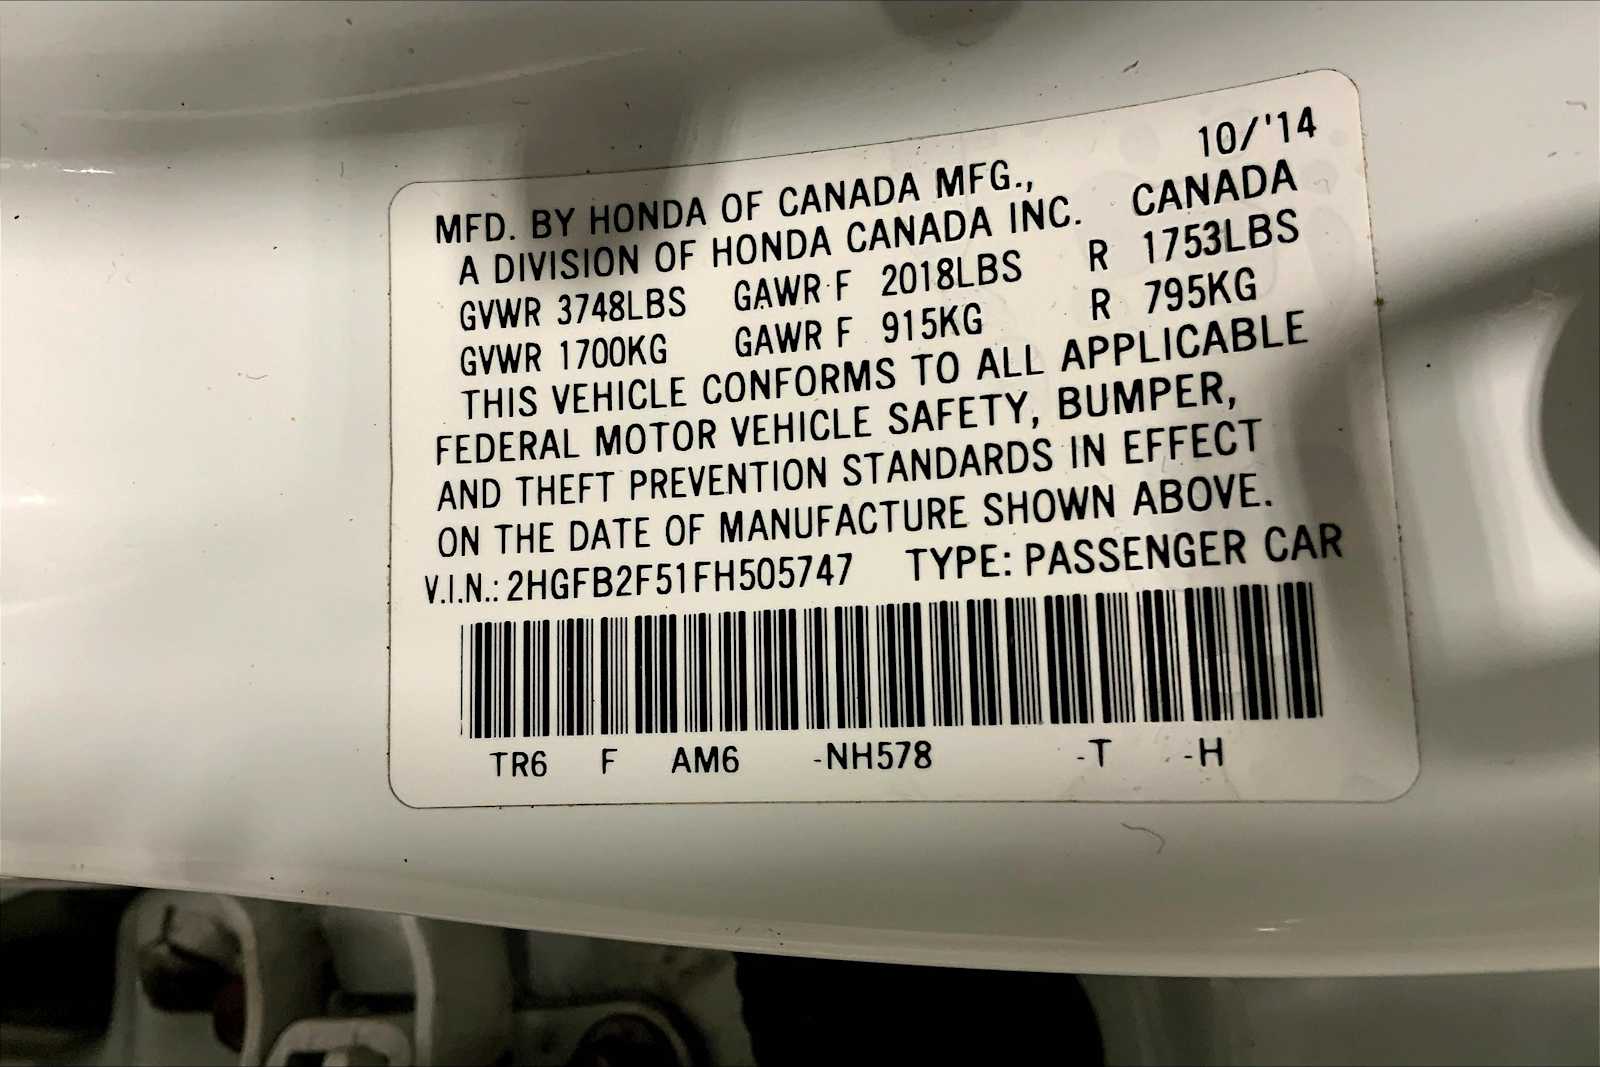 10/'14
MFD. BY HONDA OF CANADA MFG.,
A DIVISION OF HONDA CANADA INC. CANADA
GVWR 3748LBS GAWR F 2018LBS R 1753LBS
GVWR 1700KG GAWR F 915KG R 795KG
THIS VEHICLE CONFORMS TO ALL APPLICABLE
FEDERAL MOTOR VEHICLE SAFETY, BUMPER,
AND THEFT PREVENTION STANDARDS IN EFFECT
ON THE DATE OF MANUFACTURE SHOWN ABOVE.
V.I.N.: 2HGFB2F51FH505747 TYPE: PASSENGER CAR
TR6 F AM6 -NH578 -T -H